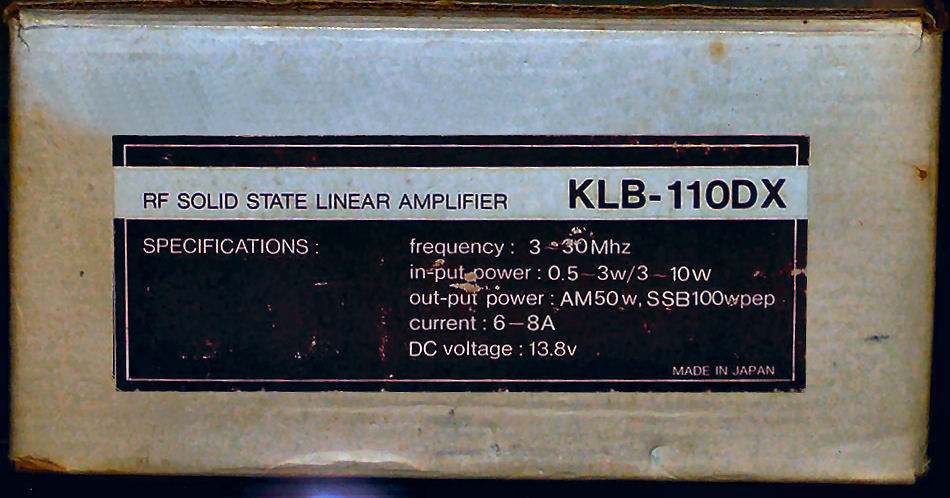 RF SOLID STATE LINEAR AMPLIFIER KLB-110DX
SPECIFICATIONS : frequency : 3~30Mhz
in-put power : 0.5~3w/3~10w
out-put power : AM50w, SSB100wpep
current : 6—8A
DC voltage : 13.8v
MADE IN JAPAN